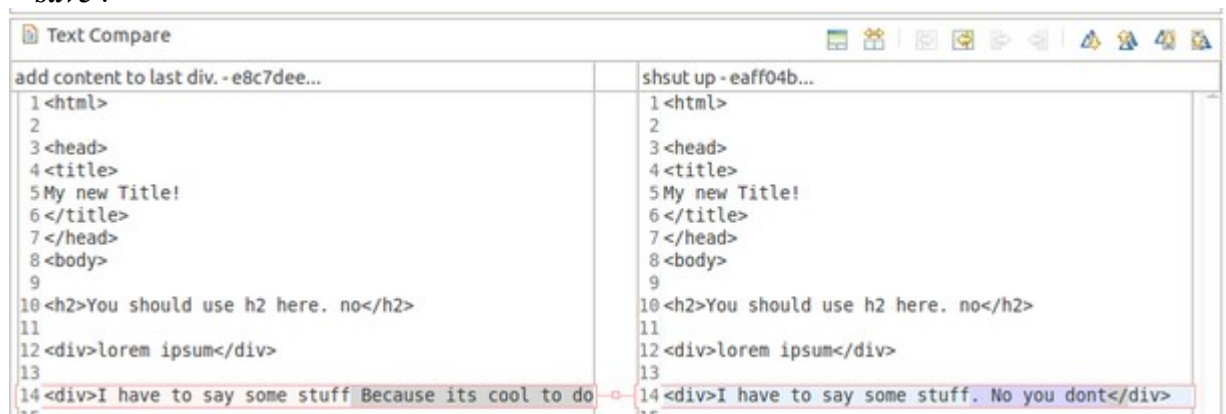 Text Compare
add content to last div. - e8c7dee...
1 <html>
2
3 <head>
4 <title>
5 My new Title!
6 </title>
7 </head>
8 <body>
9
10 <h2>You should use h2 here. no</h2>
11
12 <div>lorem ipsum</div>
13
14 <div>I have to say some stuff Because its cool to do
shsut up - eaff04b...
1 <html>
2
3 <head>
4 <title>
5 My new Title!
6 </title>
7 </head>
8 <body>
9
10 <h2>You should use h2 here. no</h2>
11
12 <div>lorem ipsum</div>
13
14 <div>I have to say some stuff. No you dont</div>